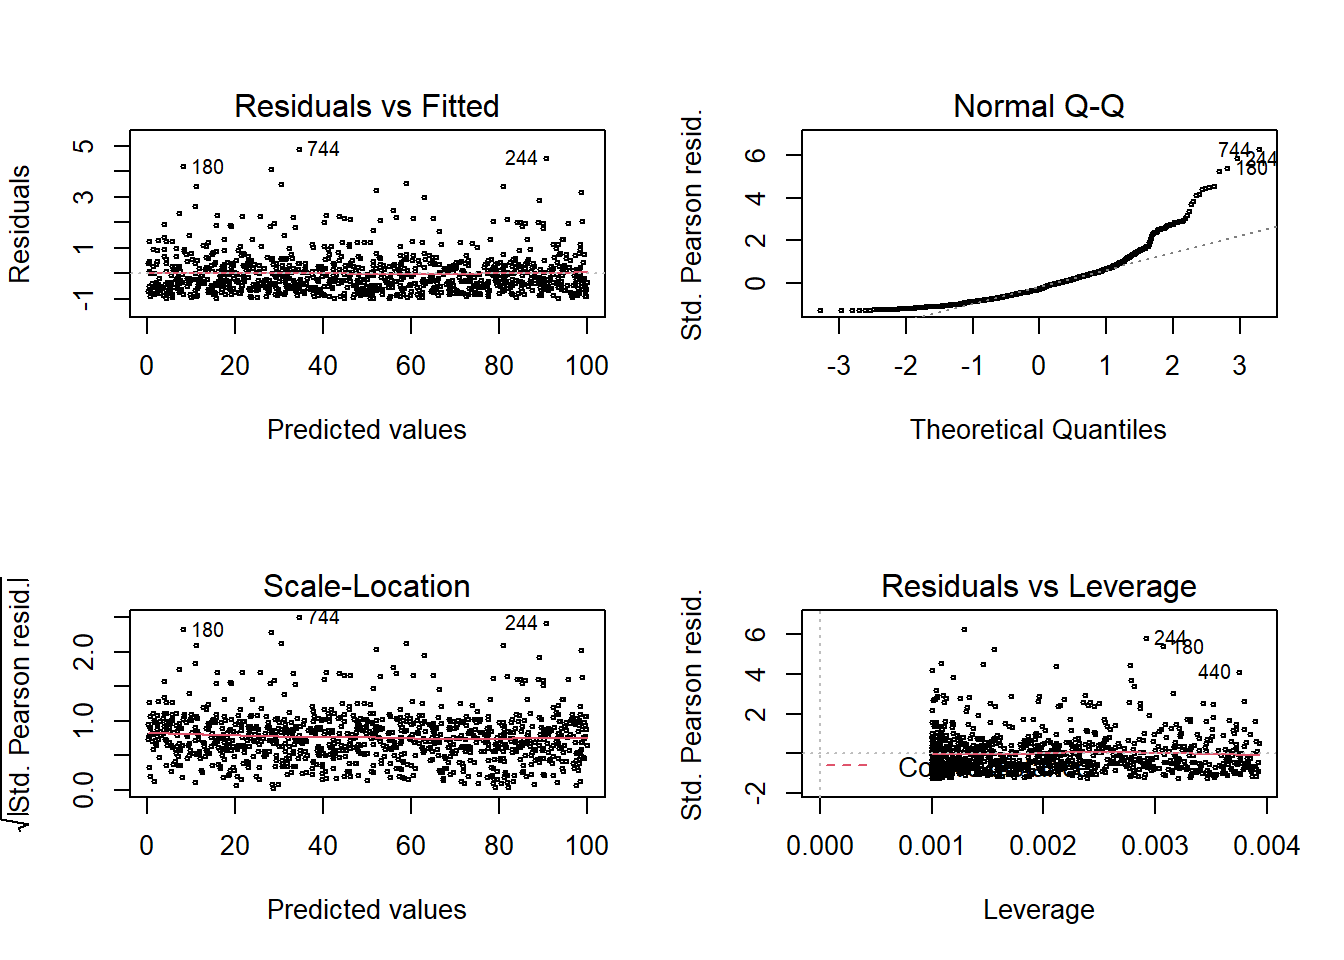 Residuals vs Fitted
Residuals
5
3
1
-1
744
180
244
0 20 40 60 80 100
Predicted values
Normal Q-Q
Std. Pearson resid.
6
4
2
0
744
244
180
-3 -2 -1 0 1 2 3
Theoretical Quantiles
Scale-Location
√|Std. Pearson resid.|
2.0
1.0
0.0
744
180
244
0 20 40 60 80 100
Predicted values
Residuals vs Leverage
Std. Pearson resid.
6
4
2
-2
244
180
440
0.000 0.001 0.002 0.003 0.004
Leverage